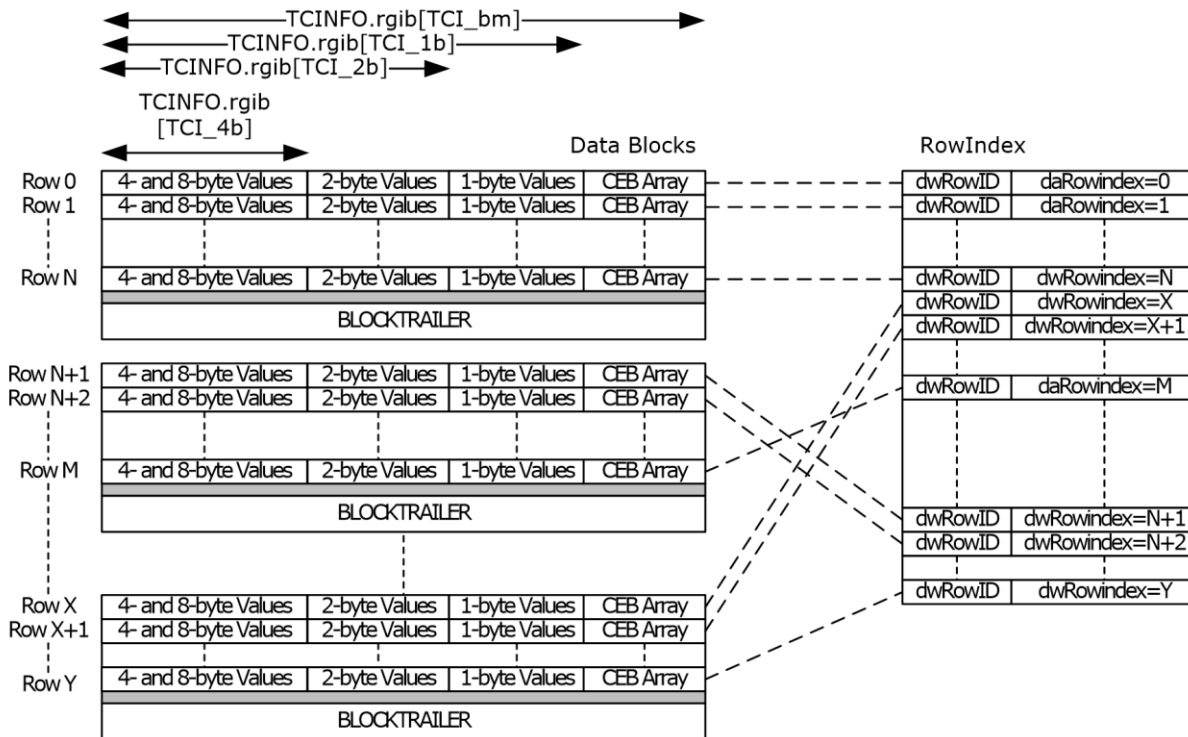 TCINFO.rgib[TCI_bm]
TCINFO.rgib[TCI_1b]
TCINFO.rgib[TCI_2b]
TCINFO.rgib
[TCI_4b]
Data Blocks RowIndex
Row 0 4- and 8-byte Values 2-byte Values 1-byte Values CEB Array dwRowID daRowindex=0
Row 1 4- and 8-byte Values 2-byte Values 1-byte Values CEB Array dwRowID daRowindex=1
Row N 4- and 8-byte Values 2-byte Values 1-byte Values CEB Array dwRowID dwRowindex=N
dwRowID dwRowindex=X
BLOCKTRAILER dwRowID dwRowindex=X+1
Row N+1 4- and 8-byte Values 2-byte Values 1-byte Values CEB Array
dwRowID daRowindex=M
Row N+2 4- and 8-byte Values 2-byte Values 1-byte Values CEB Array
Row M 4- and 8-byte Values 2-byte Values 1-byte Values CEB Array
BLOCKTRAILER dwRowID dwRowindex=N+1
dwRowID dwRowindex=N+2
dwRowID dwRowindex=Y
Row X 4- and 8-byte Values 2-byte Values 1-byte Values CEB Array
Row X+1 4- and 8-byte Values 2-byte Values 1-byte Values CEB Array
Row Y 4- and 8-byte Values 2-byte Values 1-byte Values CEB Array
BLOCKTRAILER